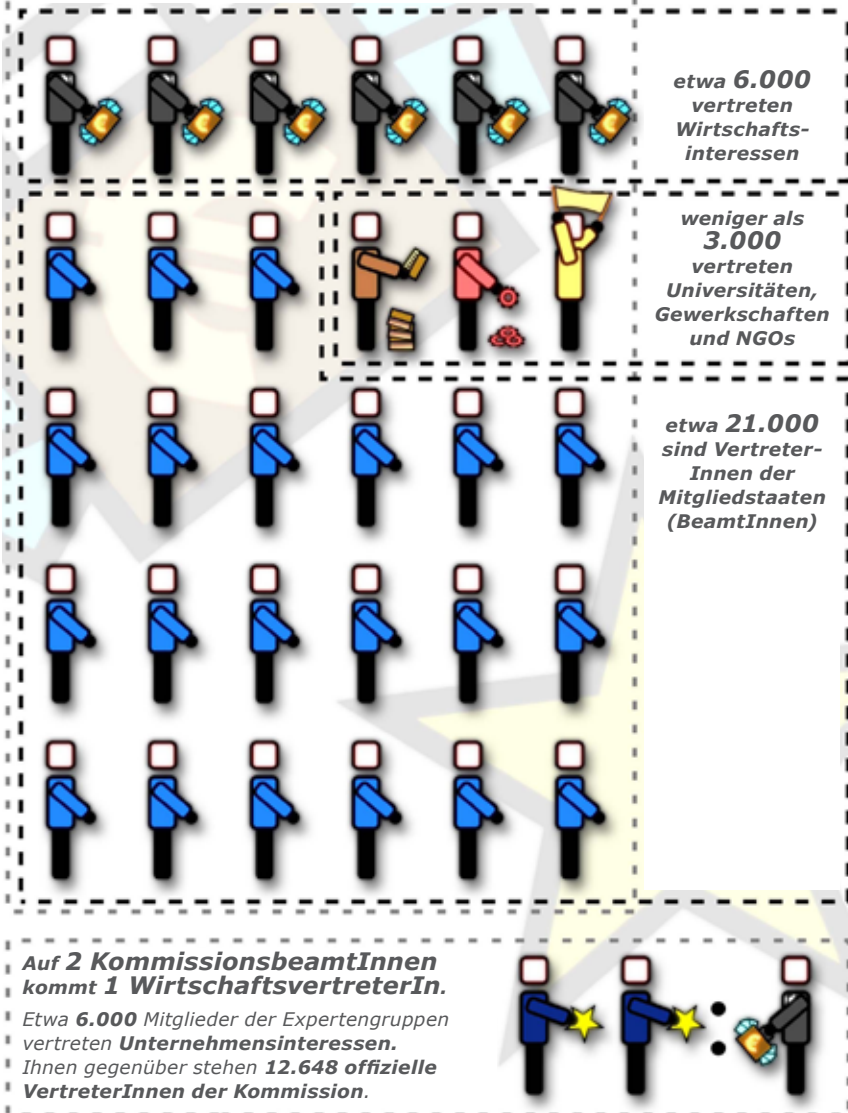 etwa 6.000
vertreten
Wirtschafts-
interessen
weniger als
3.000
vertreten
Universitäten,
Gewerkschaften
und NGOs
etwa 21.000
sind Vertreter-
Innen der
Mitgliedstaaten
(BeamtInnen)
Auf 2 KommissionsbeamtInnen
kommt 1 WirtschaftsvertreterIn.
Etwa 6.000 Mitglieder der Expertengruppen
vertreten Unternehmensinteressen.
Ihnen gegenüber stehen 12.648 offizielle
VertreterInnen der Kommission.